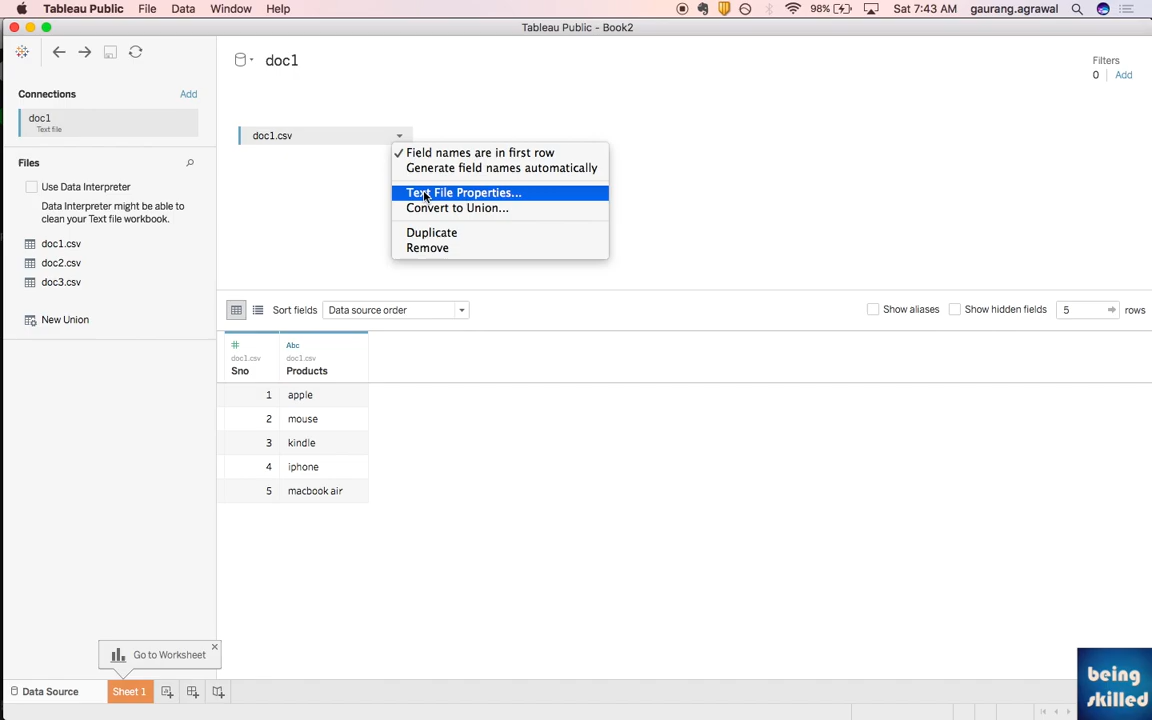 Tableau Public File Data Window Help 98% Sat 7:43 AM gaurang.agrawal
Tableau Public - Book2
doc1
Filters
0 Add
Connections Add
doc1
Text file
Files
Use Data Interpreter
Data Interpreter might be able to
clean your Text file workbook.
doc1.csv
doc2.csv
doc3.csv
New Union
doc1.csv
Field names are in first row
Generate field names automatically
Text File Properties...
Convert to Union...
Duplicate
Remove
Sort fields Data source order Show aliases Show hidden fields 5 rows
# Abc
doc1.csv doc1.csv
Sno Products
1 apple
2 mouse
3 kindle
4 iphone
5 macbook air
Go to Worksheet
Data Source Sheet 1
being
skilled